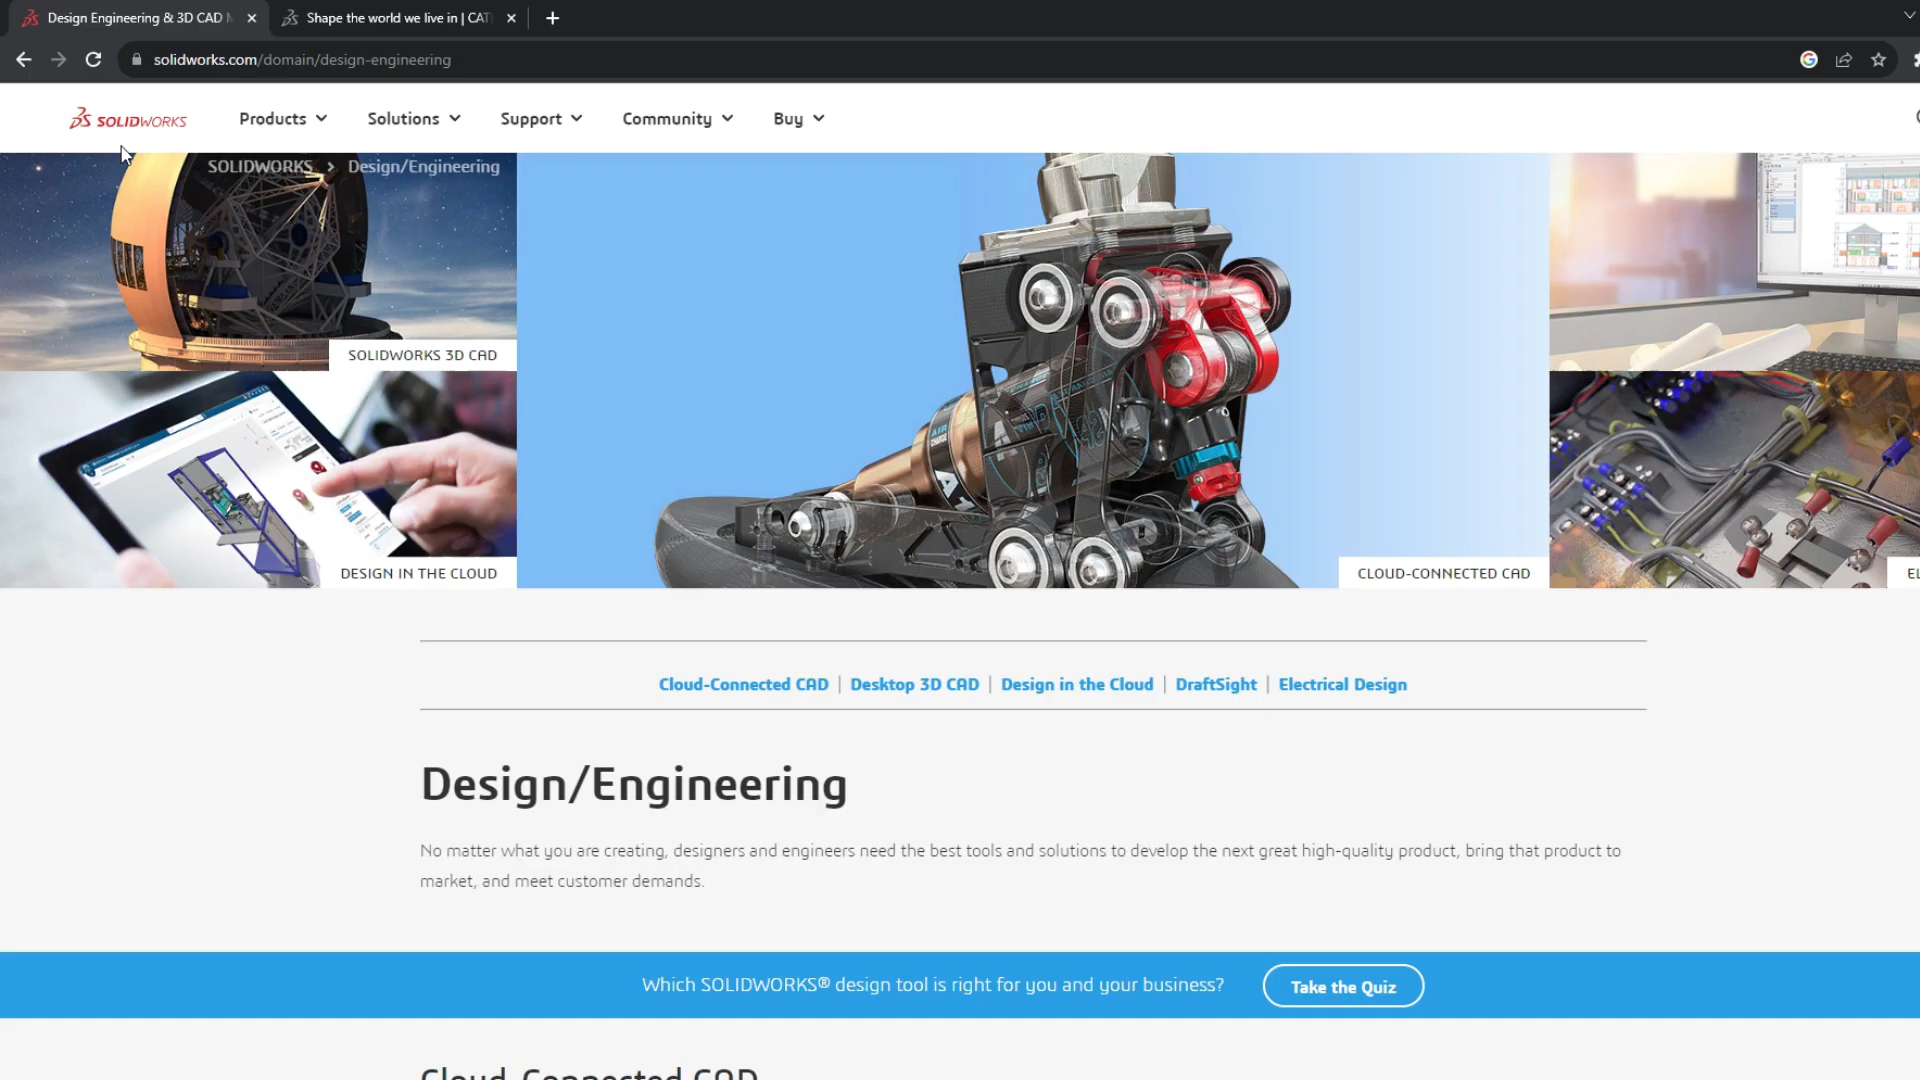 Design Engineering & 3D CAD M
Shape the world we live in | CATI
solidworks.com/domain/design-engineering
SOLIDWORKS
Products
Solutions
Support
Community
Buy
SOLIDWORKS > Design/Engineering
SOLIDWORKS 3D CAD
DESIGN IN THE CLOUD
CLOUD-CONNECTED CAD
EL
Cloud-Connected CAD | Desktop 3D CAD | Design in the Cloud | DraftSight | Electrical Design
Design/Engineering
No matter what you are creating, designers and engineers need the best tools and solutions to develop the next great high-quality product, bring that product to
market, and meet customer demands.
Which SOLIDWORKS® design tool is right for you and your business?
Take the Quiz
Cloud-Connected CAD